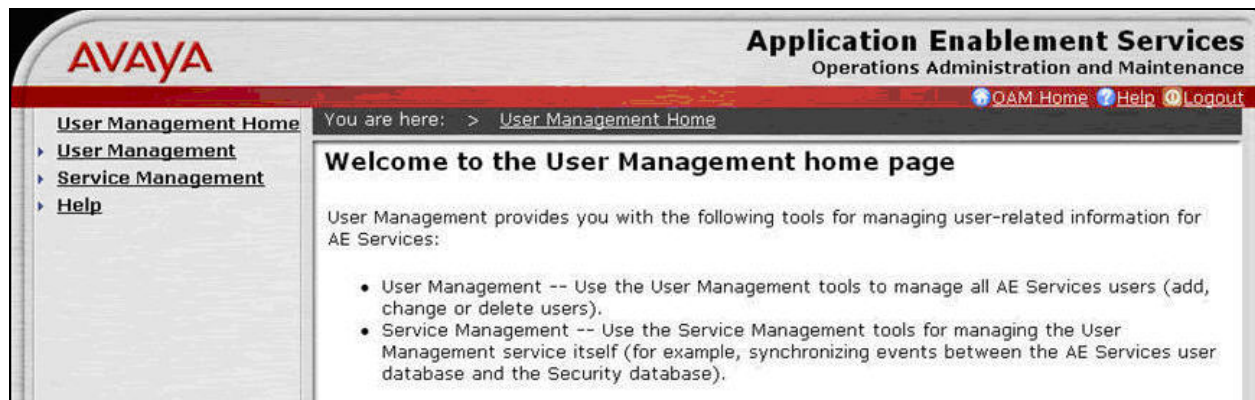 AVAYA
Application Enablement Services
Operations Administration and Maintenance
OAM Home Help Logout
User Management Home
User Management
Service Management
Help
You are here: > User Management Home
Welcome to the User Management home page
User Management provides you with the following tools for managing user-related information for
AE Services:
• User Management -- Use the User Management tools to manage all AE Services users (add,
change or delete users).
• Service Management -- Use the Service Management tools for managing the User
Management service itself (for example, synchronizing events between the AE Services user
database and the Security database).